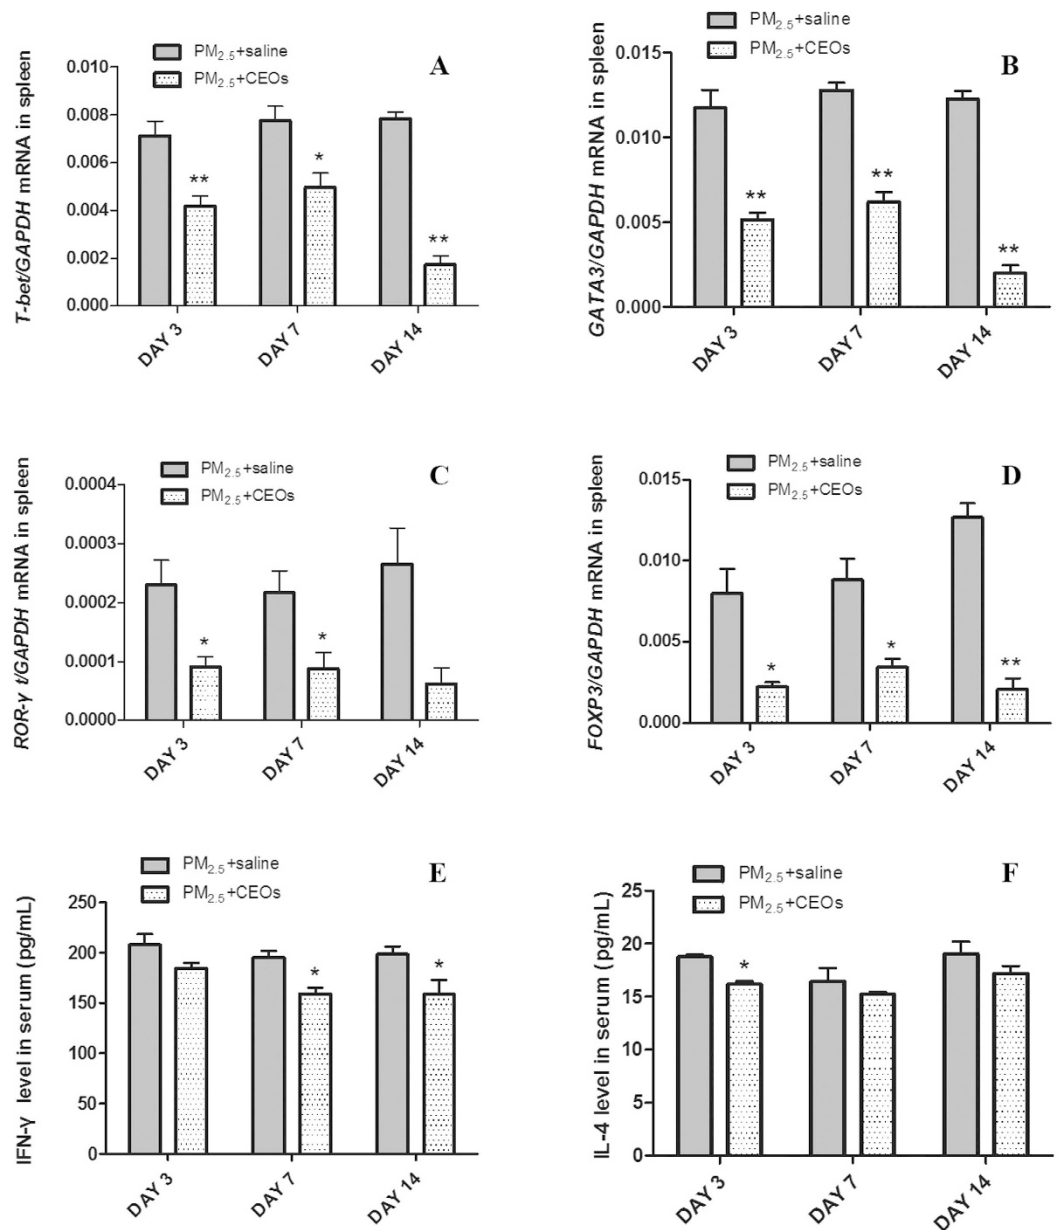 PM2.5+saline
PM2.5+CEOs
A
T-bet/GAPDH mRNA in spleen
0.010
0.008
0.006
0.004
0.002
0.000
**
*
**
DAY 3
DAY 7
DAY 14
PM2.5+saline
PM2.5+CEOs
B
GATA3/GAPDH mRNA in spleen
0.015
0.010
0.005
0.000
**
**
**
DAY 3
DAY 7
DAY 14
PM2.5+saline
PM2.5+CEOs
C
ROR-γ t/GAPDH mRNA in spleen
0.0004
0.0003
0.0002
0.0001
0.0000
*
*
DAY 3
DAY 7
DAY 14
PM2.5+saline
PM2.5+CEOs
D
FOXP3/GAPDH mRNA in spleen
0.015
0.010
0.005
0.000
*
*
**
DAY 3
DAY 7
DAY 14
PM2.5+saline
PM2.5+CEOs
E
IFN-γ level in serum (pg/mL)
250
200
150
100
50
0
*
*
DAY 3
DAY 7
DAY 14
PM2.5+saline
PM2.5+CEOs
F
IL-4 level in serum (pg/mL)
25
20
15
10
5
0
*
DAY 3
DAY 7
DAY 14